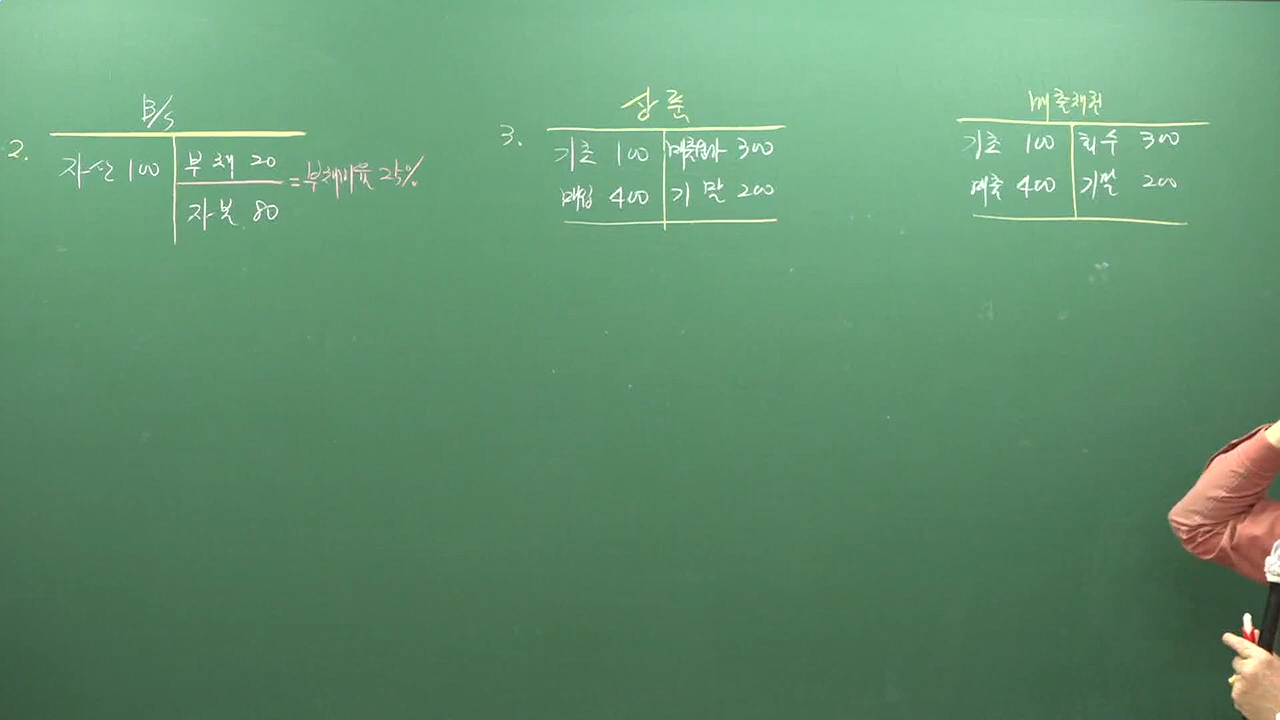 B/S
2.
자산 100
부채 20
자본 80
= 부채비율 25%
3.
상품
기초 100
매출원가 300
매입 400
기말 200
매출채권
기초 100
회수 300
매출 400
기말 200